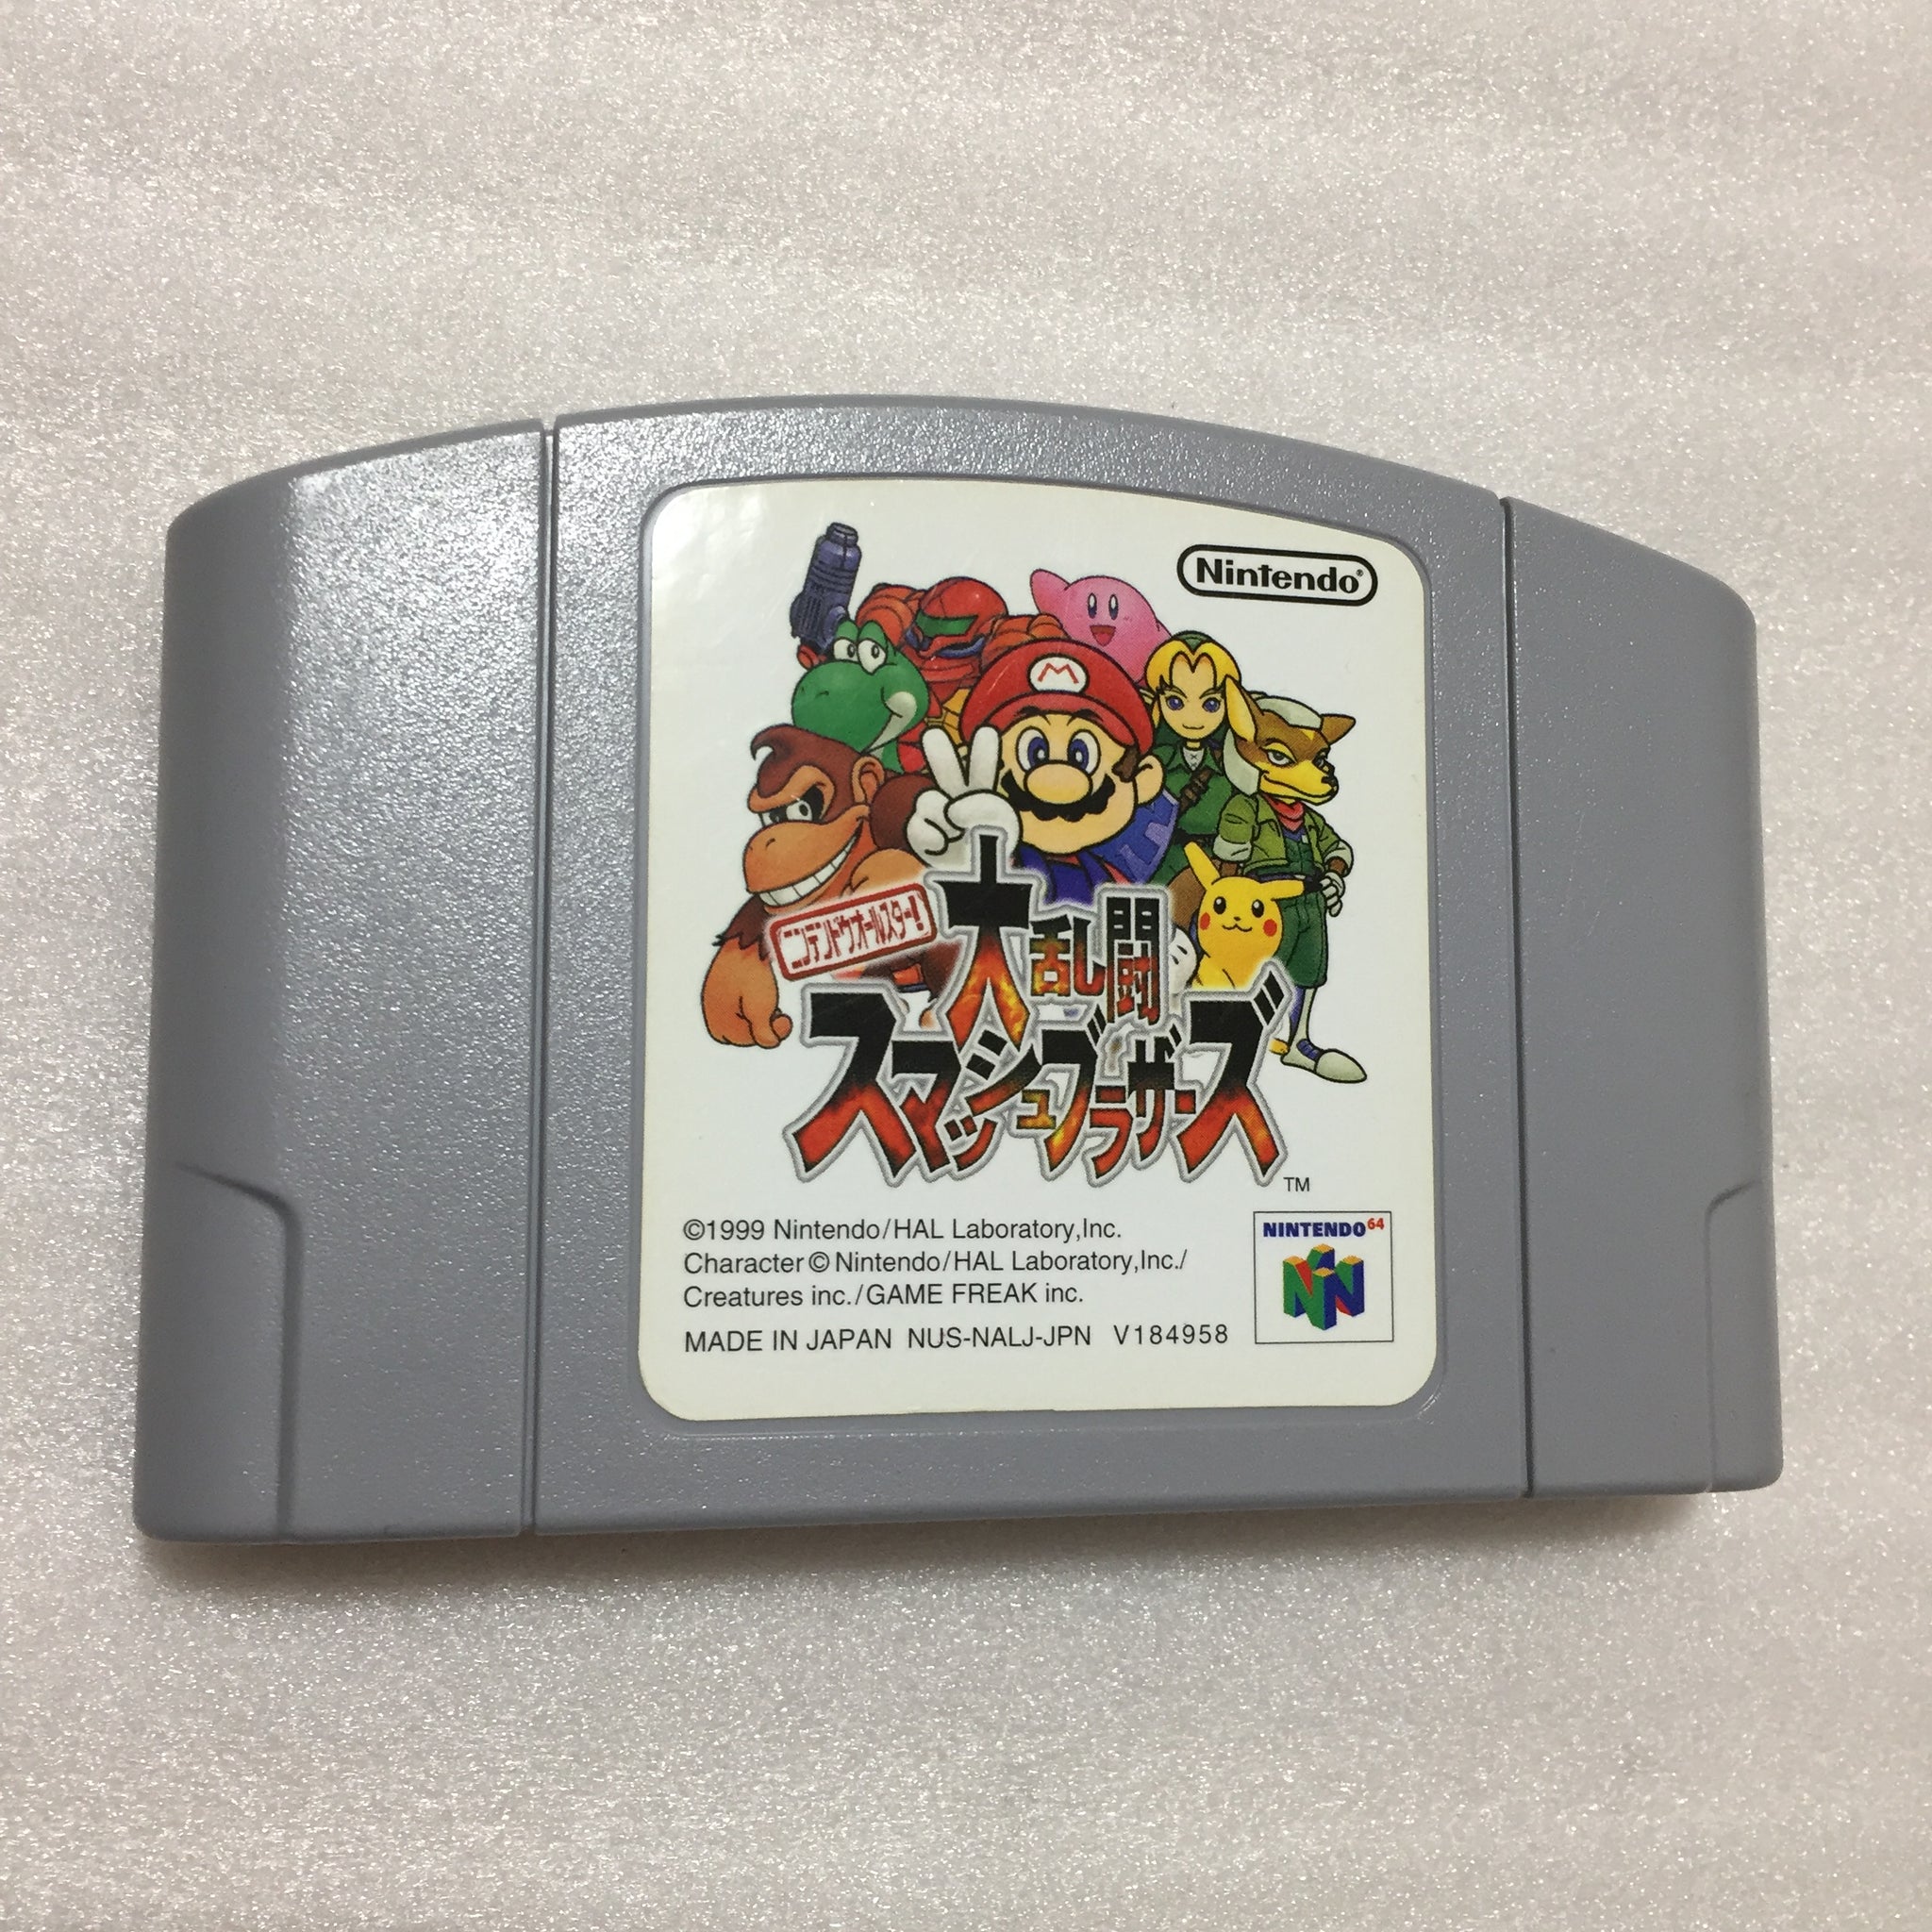 Nintendo®
M
ニンテンドウオールスター!
大乱闘
スマッシュブラザーズ
TM
©1999 Nintendo/HAL Laboratory,Inc.
Character©Nintendo/HAL Laboratory,Inc./
Creatures inc./GAME FREAK inc.
MADE IN JAPAN NUS-NALJ-JPN V184958
NINTENDO64